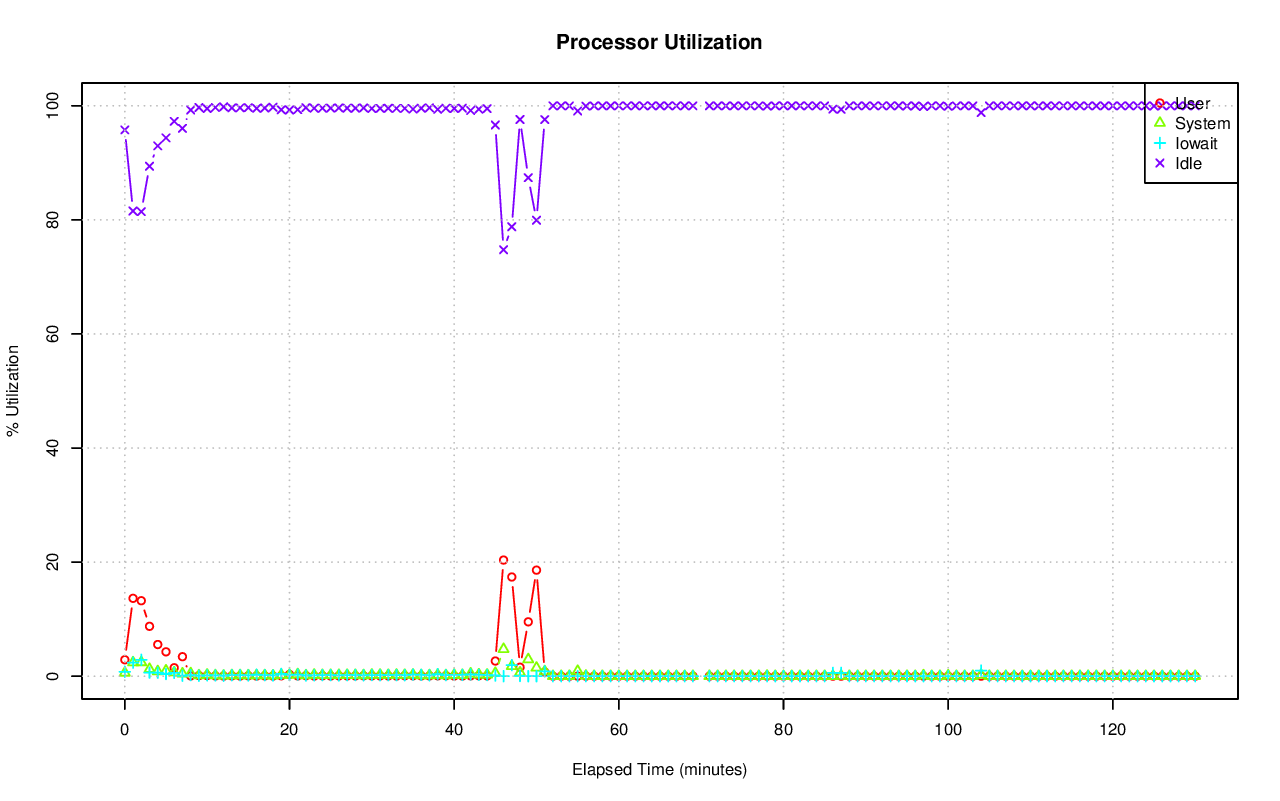 Processor Utilization
% Utilization
100
80
60
40
20
0
User
System
Iowait
Idle
0 20 40 60 80 100 120
Elapsed Time (minutes)